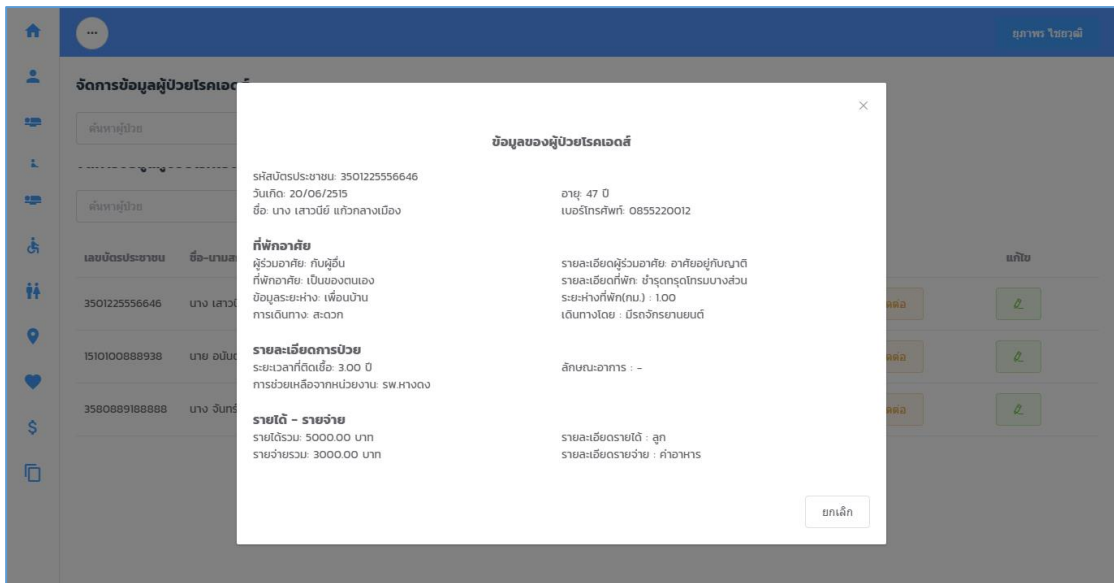 ยุภาพร ไชยวุฒิ
จัดการข้อมูลผู้ป่วยโรคเอดส์
ค้นหาผู้ป่วย
ค้นหาผู้ป่วย
เลขบัตรประชาชน ชื่อ-นามส แก้ไข
3501225556646 นาง เสาวนี
1510100888938 นาย อนันต
3580889188888 นาง จันทร์
ข้อมูลของผู้ป่วยโรคเอดส์
รหัสบัตรประชาชน: 3501225556646
วันเกิด: 20/06/2515 อายุ: 47 ปี
ชื่อ: นาง เสาวนีย์ แก้วกลางเมือง เบอร์โทรศัพท์: 0855220012
ที่พักอาศัย
ผู้ร่วมอาศัย: กับผู้อื่น รายละเอียดผู้ร่วมอาศัย: อาศัยอยู่กับญาติ
ที่พักอาศัย: เป็นของตนเอง รายละเอียดที่พัก: ชำรุดทรุดโทรมบางส่วน
ข้อมูลระยะห่าง: เพื่อนบ้าน ระยะห่างที่พัก(กม.) : 1.00
การเดินทาง: สะดวก เดินทางโดย : มีรถจักรยานยนต์
รายละเอียดการป่วย
ระยะเวลาที่ติดเชื้อ: 3.00 ปี ลักษณะอาการ : -
การช่วยเหลือจากหน่วยงาน: รพ.หางดง
รายได้ - รายจ่าย
รายได้รวม: 5000.00 บาท รายละเอียดรายได้ : ลูก
รายจ่ายรวม: 3000.00 บาท รายละเอียดรายจ่าย : ค่าอาหาร
ยกเลิก